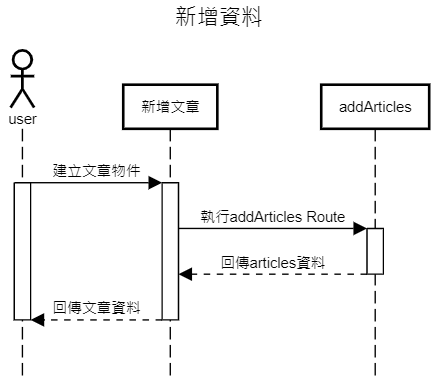 新增資料
user
新增文章
addArticles
建立文章物件
執行addArticles Route
回傳articles資料
回傳文章資料